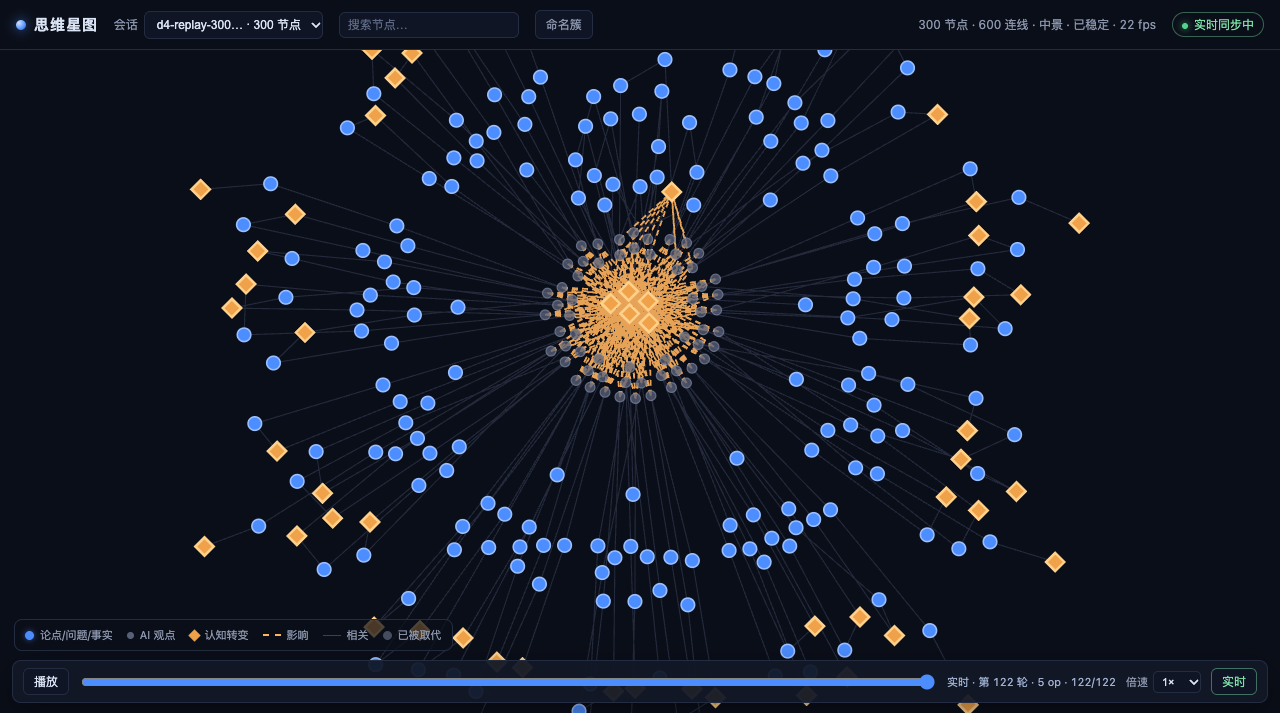 思维星图 会话 d4-replay-300… · 300 节点 搜索节点… 命名簇 300 节点 · 600 连线 · 中景 · 已稳定 · 22 fps 实时同步中
论点/问题/事实 AI 观点 认知转变 影响 相关 已被取代
播放 实时 · 第 122 轮 · 5 op · 122/122 倍速 1× 实时